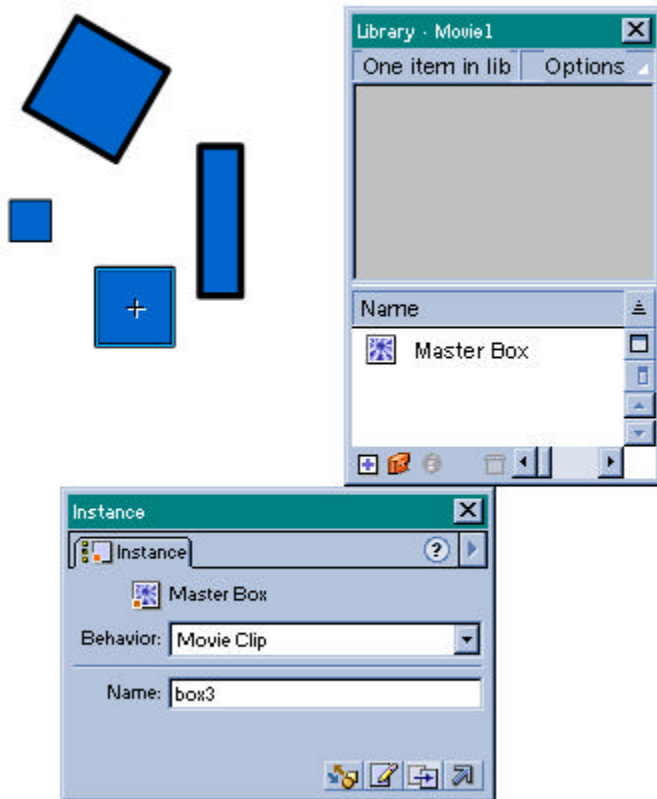 Library - Movie1
One item in lib Options
Name
Master Box
Instance
Instance
Master Box
Behavior: Movie Clip
Name: box3